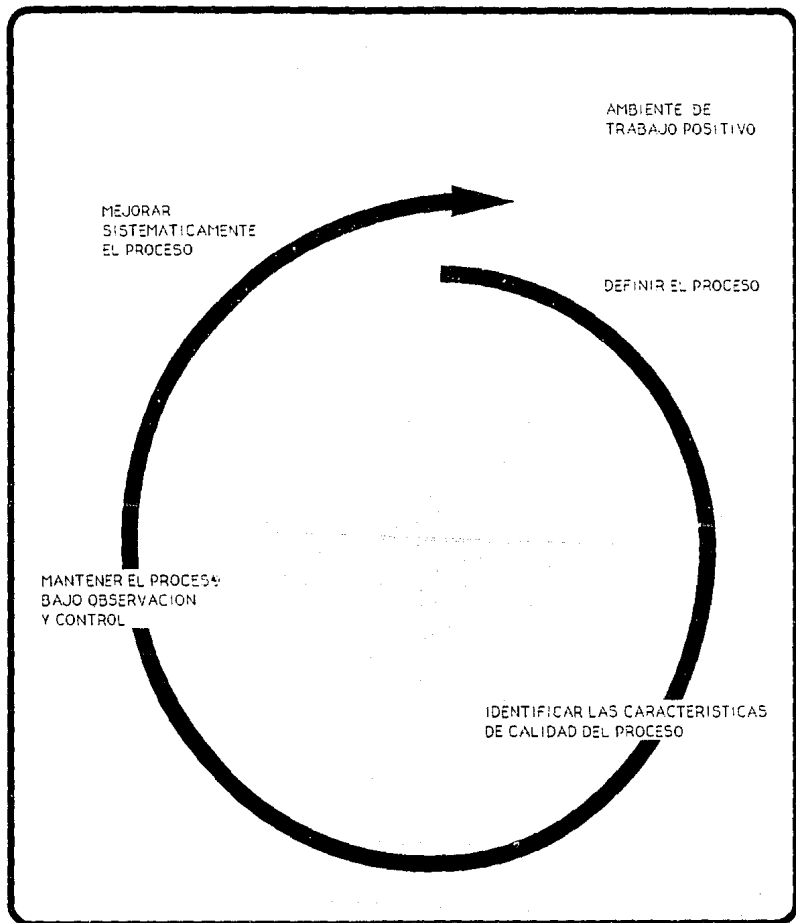 AMBIENTE DE
TRABAJO POSITIVO
MEJORAR
SISTEMATICAMENTE
EL PROCESO
DEFINIR EL PROCESO
MANTENER EL PROCESO
BAJO OBSERVACION
Y CONTROL
IDENTIFICAR LAS CARACTERISTICAS
DE CALIDAD DEL PROCESO